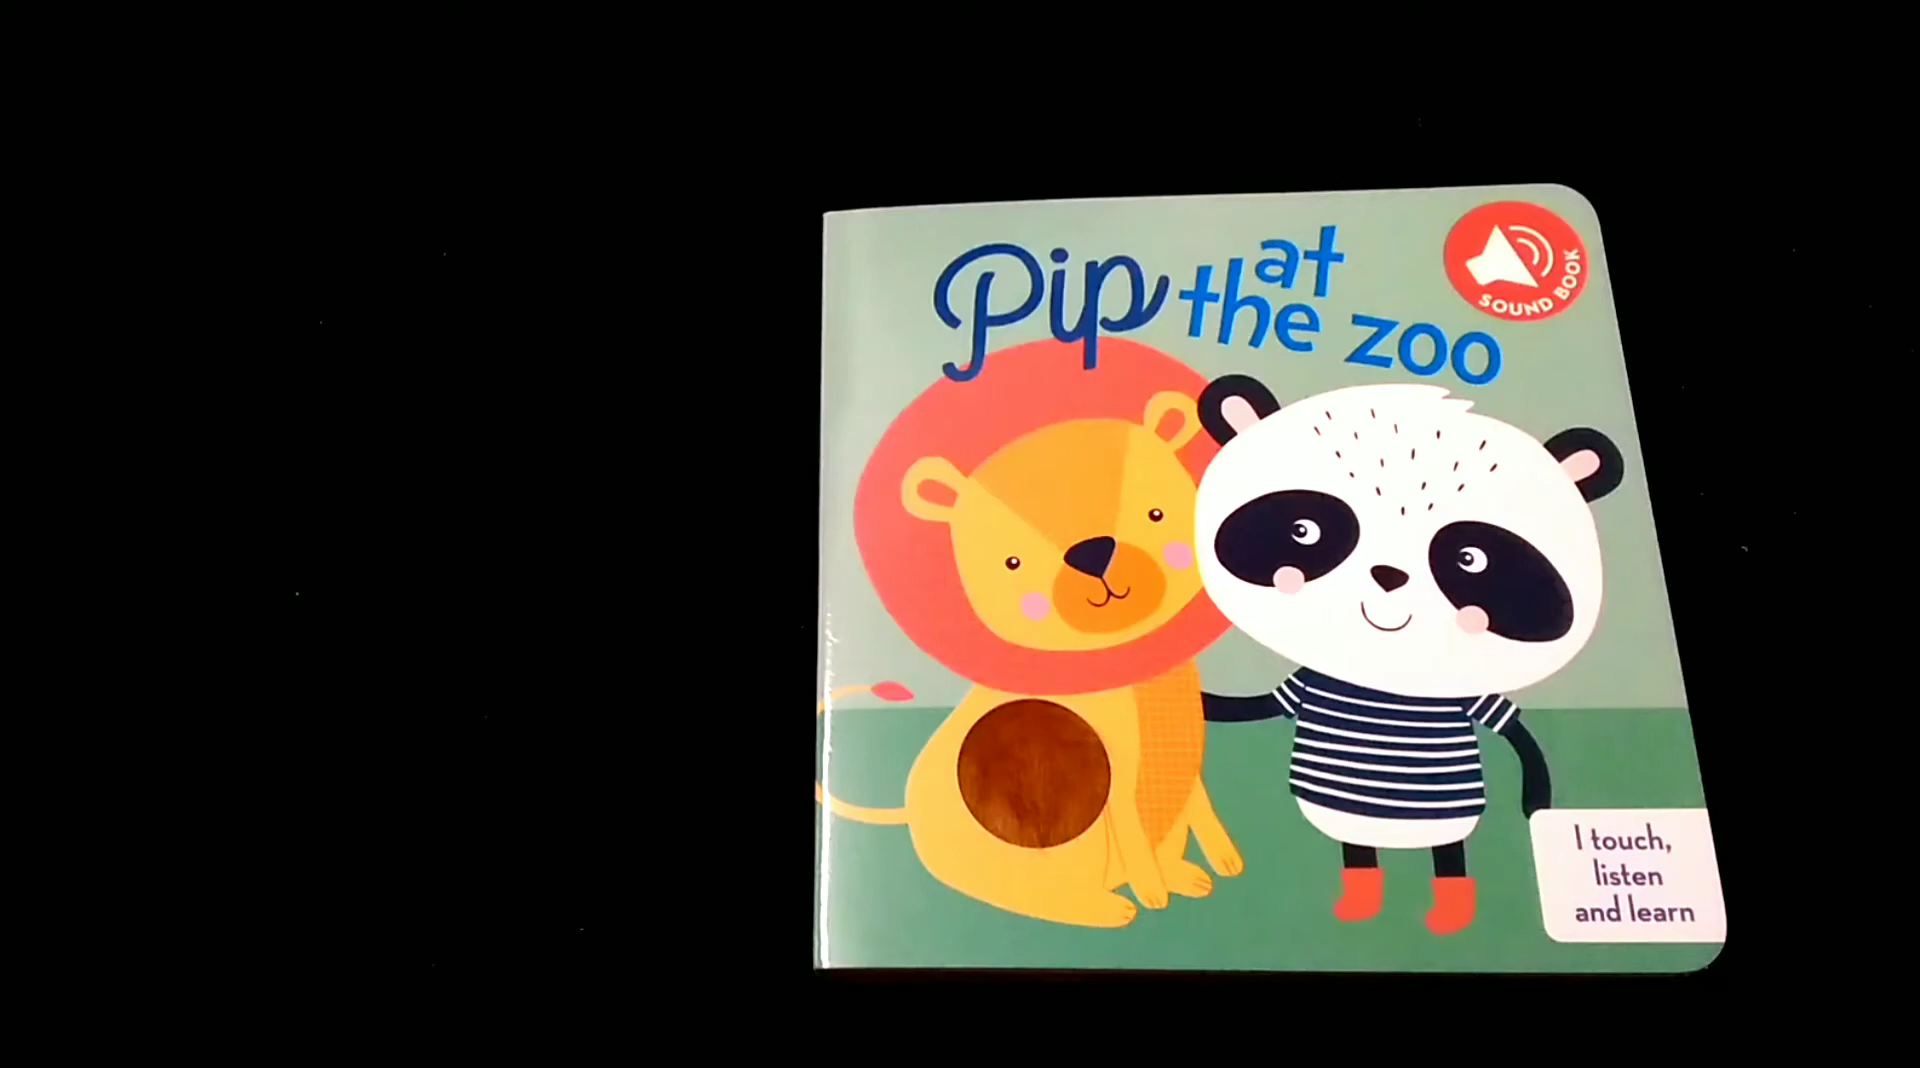 Pip at
the zoo
SOUND BOOK
I touch,
listen
and learn